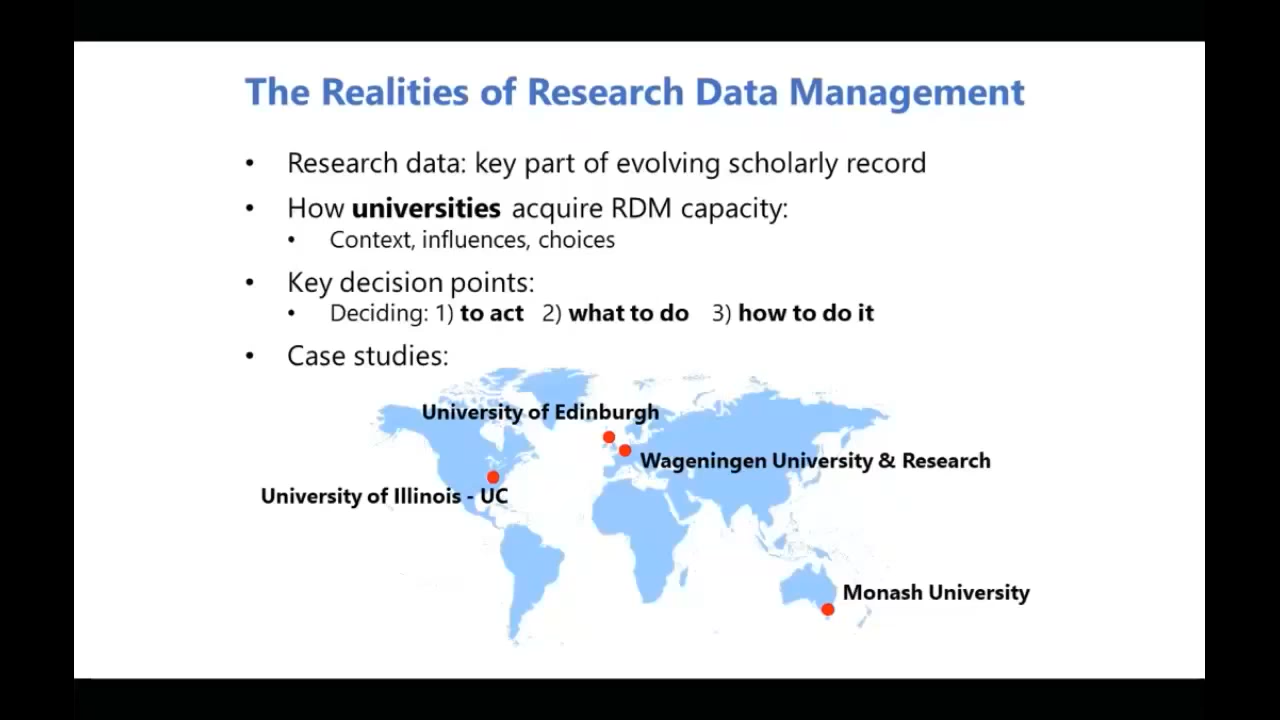 The Realities of Research Data Management
• Research data: key part of evolving scholarly record
• How universities acquire RDM capacity:
• Context, influences, choices
• Key decision points:
• Deciding: 1) to act 2) what to do 3) how to do it
• Case studies:
University of Edinburgh
Wageningen University & Research
University of Illinois - UC
Monash University